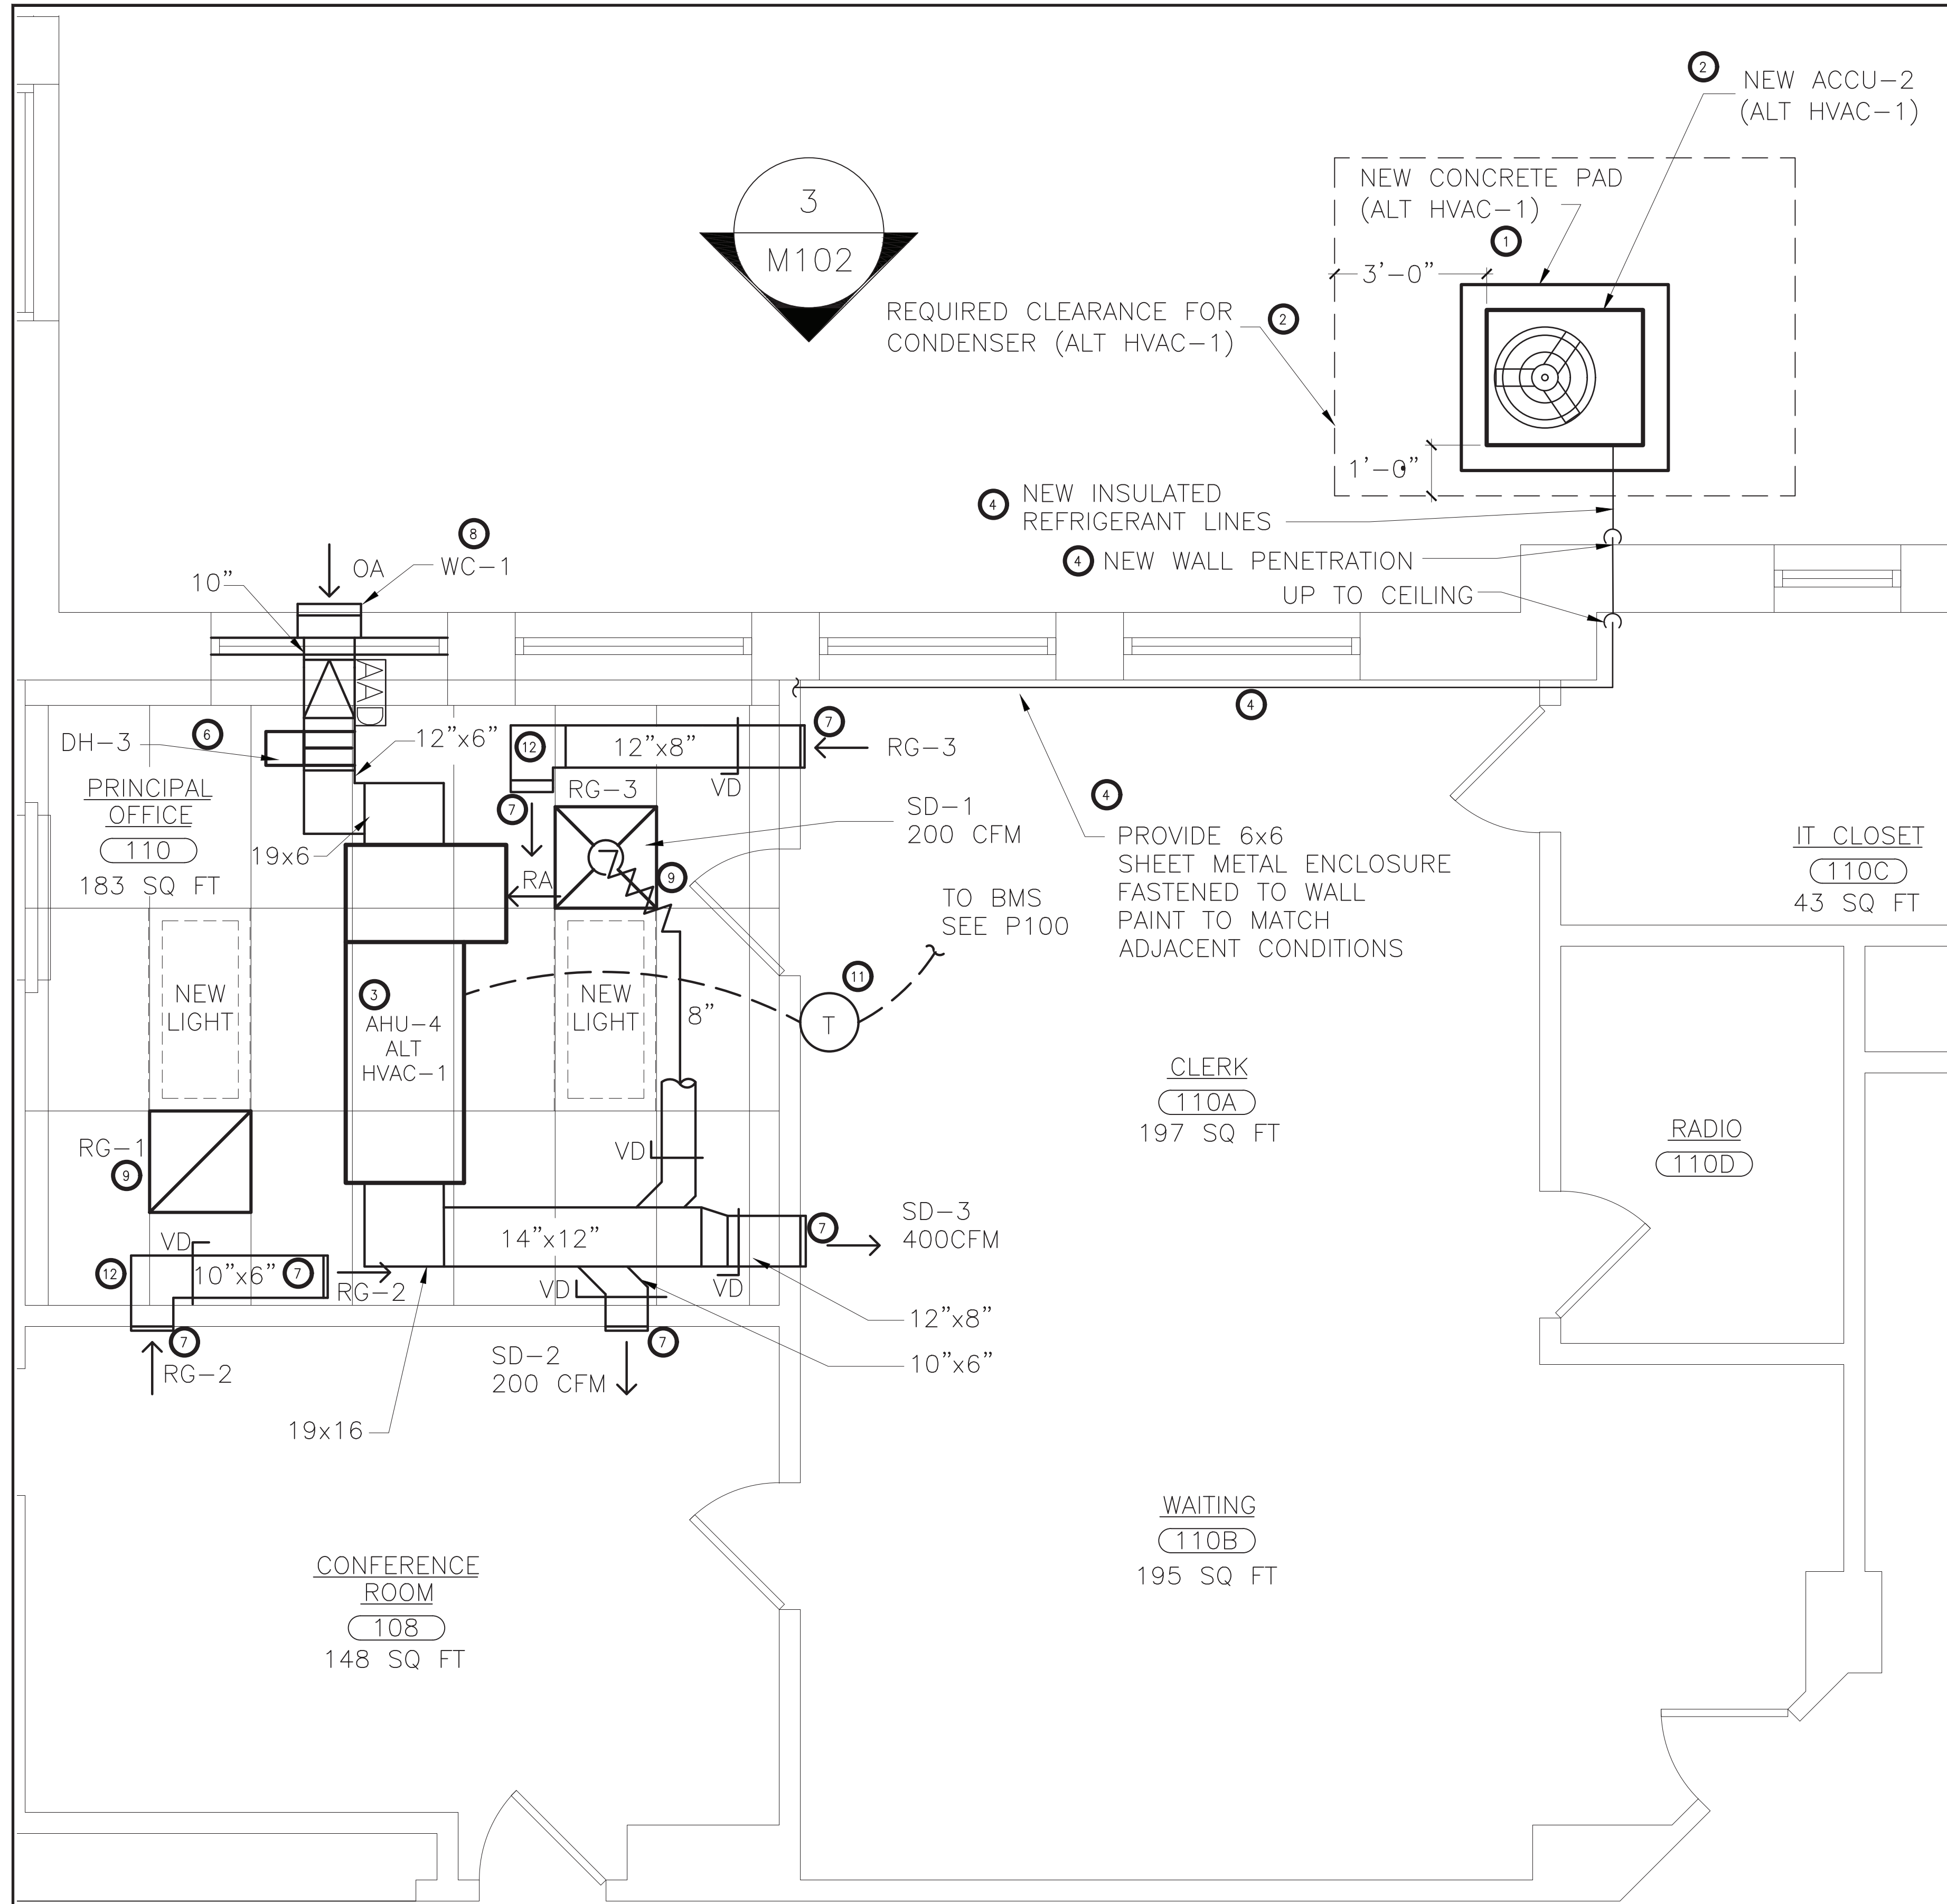 2
NEW ACCU-2
(ALT HVAC-1)
3
M102
NEW CONCRETE PAD
(ALT HVAC-1)
1
3'-0"
REQUIRED CLEARANCE FOR
CONDENSER (ALT HVAC-1)
2
1'-0"
4
NEW INSULATED
REFRIGERANT LINES
4
NEW WALL PENETRATION
UP TO CEILING
8
WC-1
OA
10"
AAD
4
6
DH-3
12"x6"
12
12"x8"
7
RG-3
VD
RG-3
7
PRINCIPAL
OFFICE
110
183 SQ FT
19x6
RA
SD-1
200 CFM
9
4
PROVIDE 6x6
SHEET METAL ENCLOSURE
FASTENED TO WALL
PAINT TO MATCH
ADJACENT CONDITIONS
IT CLOSET
110C
43 SQ FT
TO BMS
SEE P100
11
T
NEW
LIGHT
3
AHU-4
ALT
HVAC-1
NEW
LIGHT
8"
CLERK
110A
197 SQ FT
RADIO
110D
RG-1
9
VD
SD-3
400CFM
7
14"x12"
VD
VD
10"x6"
7
12
RG-2
VD
VD
12"x8"
10"x6"
7
RG-2
SD-2
200 CFM
7
19x16
WAITING
110B
195 SQ FT
CONFERENCE
ROOM
108
148 SQ FT